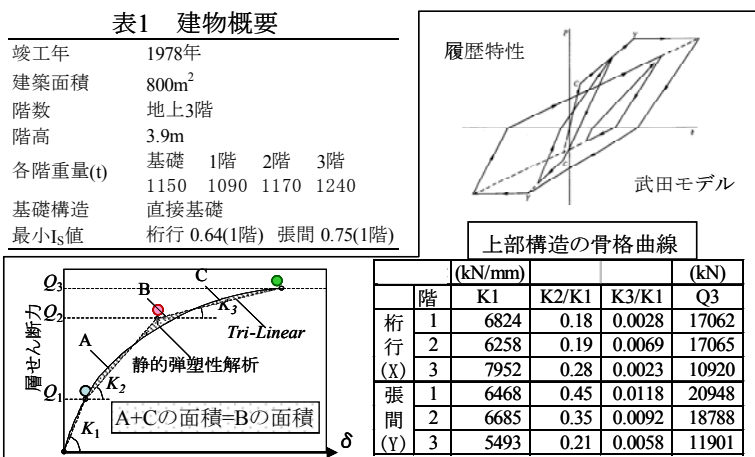 表1　建物概要
竣工年 1978年
建築面積 800m²
階数 地上3階
階高 3.9m
各階重量(t) 基礎 1階 2階 3階
1150 1090 1170 1240
基礎構造 直接基礎
最小Is値 桁行 0.64(1階) 張間 0.75(1階)
履歴特性
武田モデル
上部構造の骨格曲線
層せん断力
Q3
Q2
Q1
A
B
C
K3
Tri-Linear
静的弾塑性解析
K2
K1
A+Cの面積=Bの面積
δ
(kN/mm) (kN)
階 K1 K2/K1 K3/K1 Q3
桁 1 6824 0.18 0.0028 17062
行 2 6258 0.19 0.0069 17065
(X) 3 7952 0.28 0.0023 10920
張 1 6468 0.45 0.0118 20948
間 2 6685 0.35 0.0092 18788
(Y) 3 5493 0.21 0.0058 11901